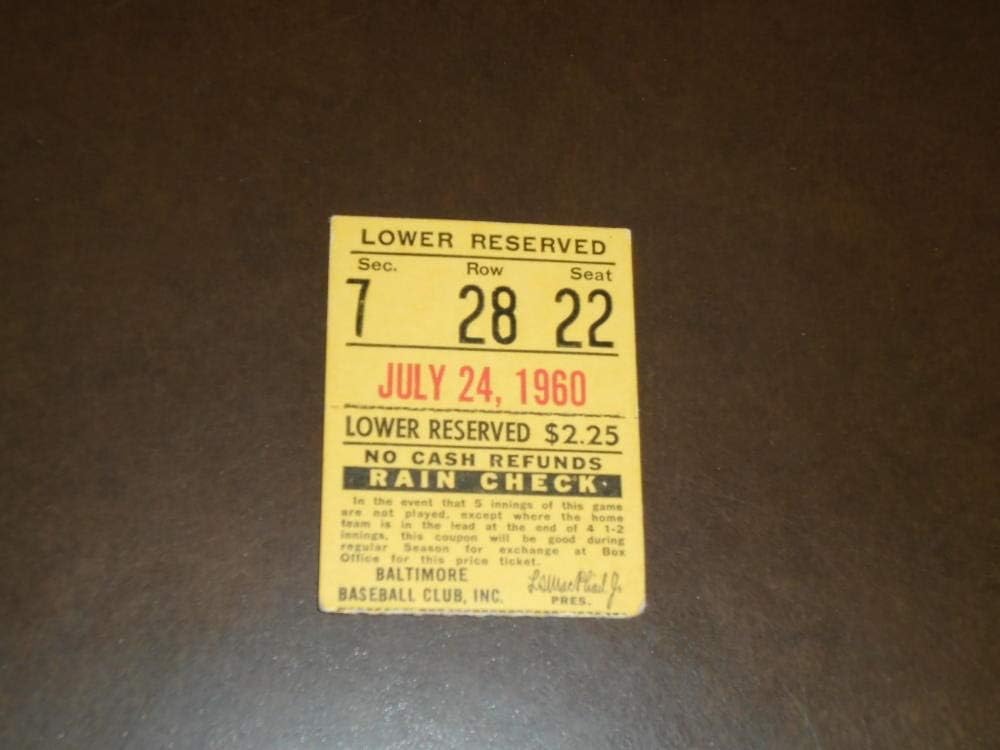 LOWER RESERVED
Sec. Row Seat
7 28 22
JULY 24, 1960
LOWER RESERVED $2.25
NO CASH REFUNDS
RAIN CHECK
In the event that 5 innings of this game
are not played, except where the home
team is in the lead at the end of 4 1-2
innings, this coupon will be good during
regular Season for exchange at Box
Office for this price ticket.
BALTIMORE
BASEBALL CLUB, INC.
L.S. MacPhail Jr.
PRES.